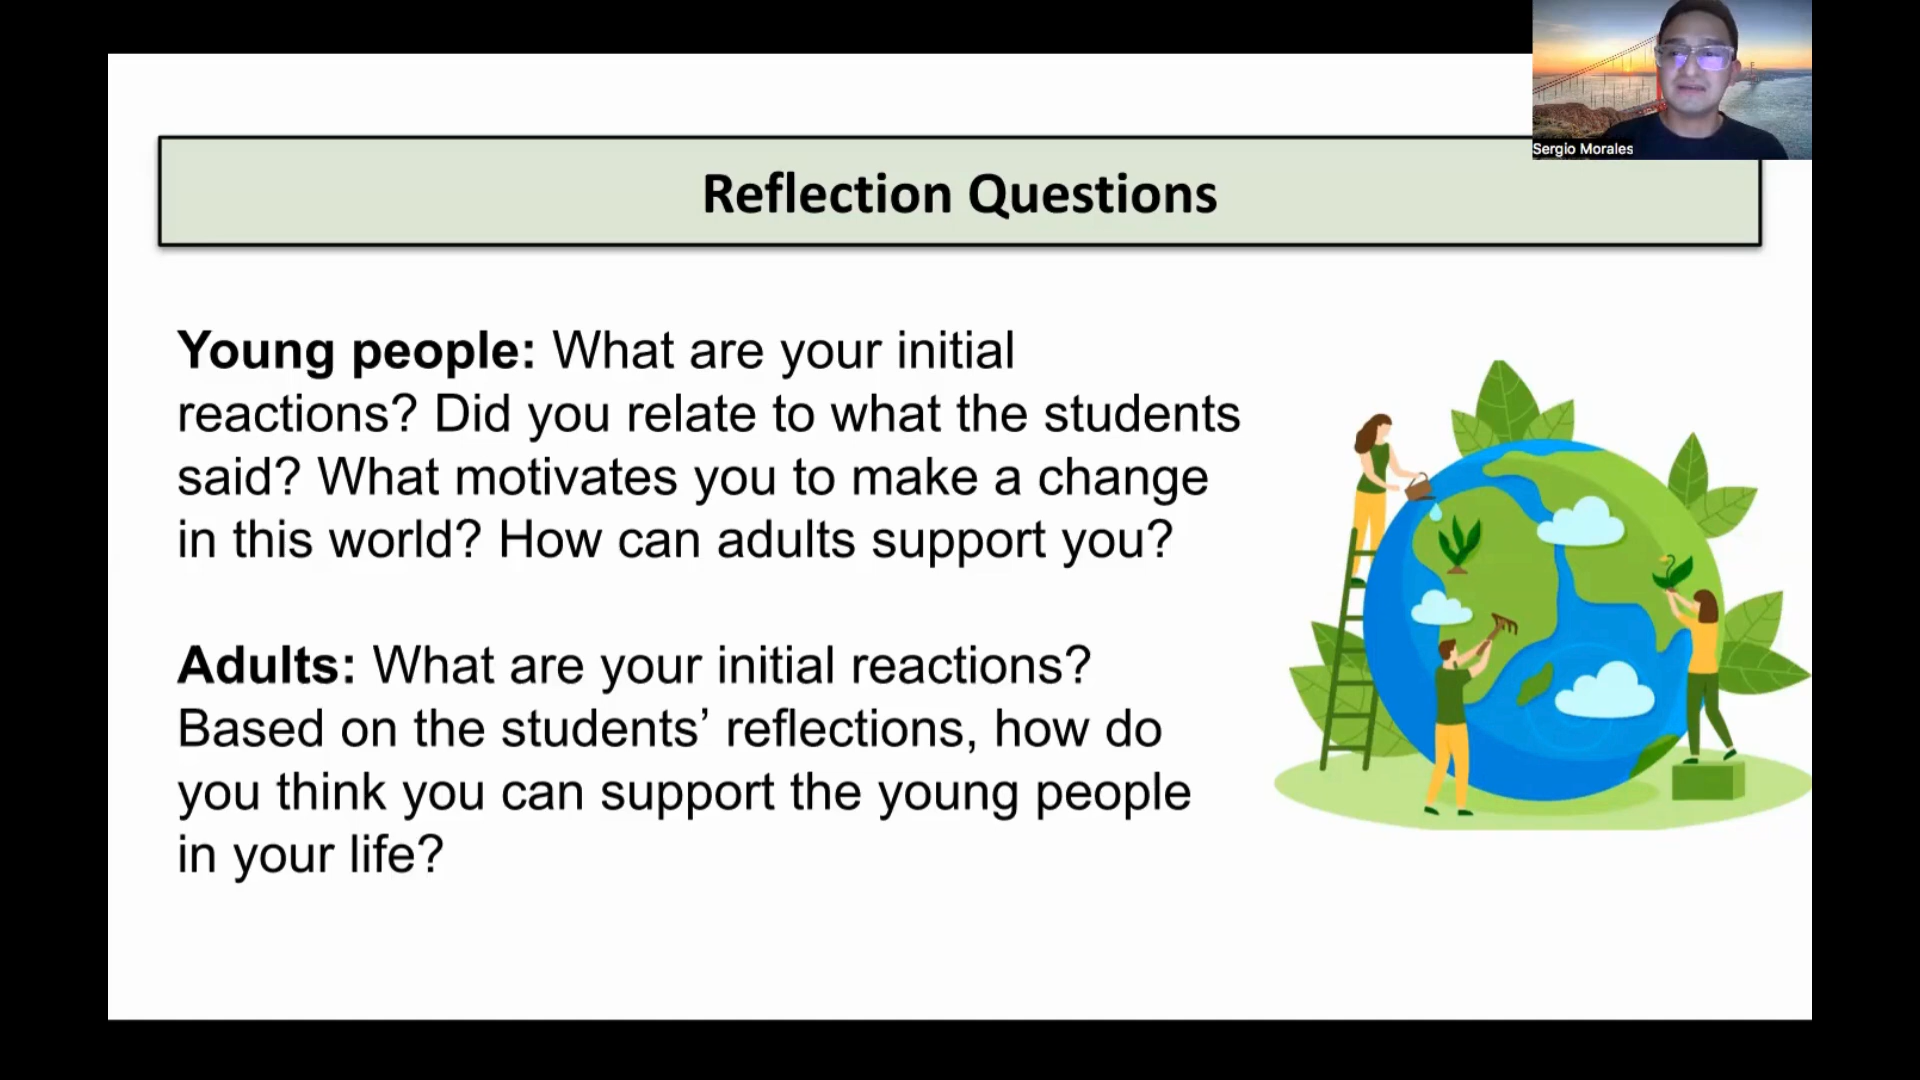 Sergio Morales
Reflection Questions
Young people: What are your initial
reactions? Did you relate to what the students
said? What motivates you to make a change
in this world? How can adults support you?
Adults: What are your initial reactions?
Based on the students’ reflections, how do
you think you can support the young people
in your life?